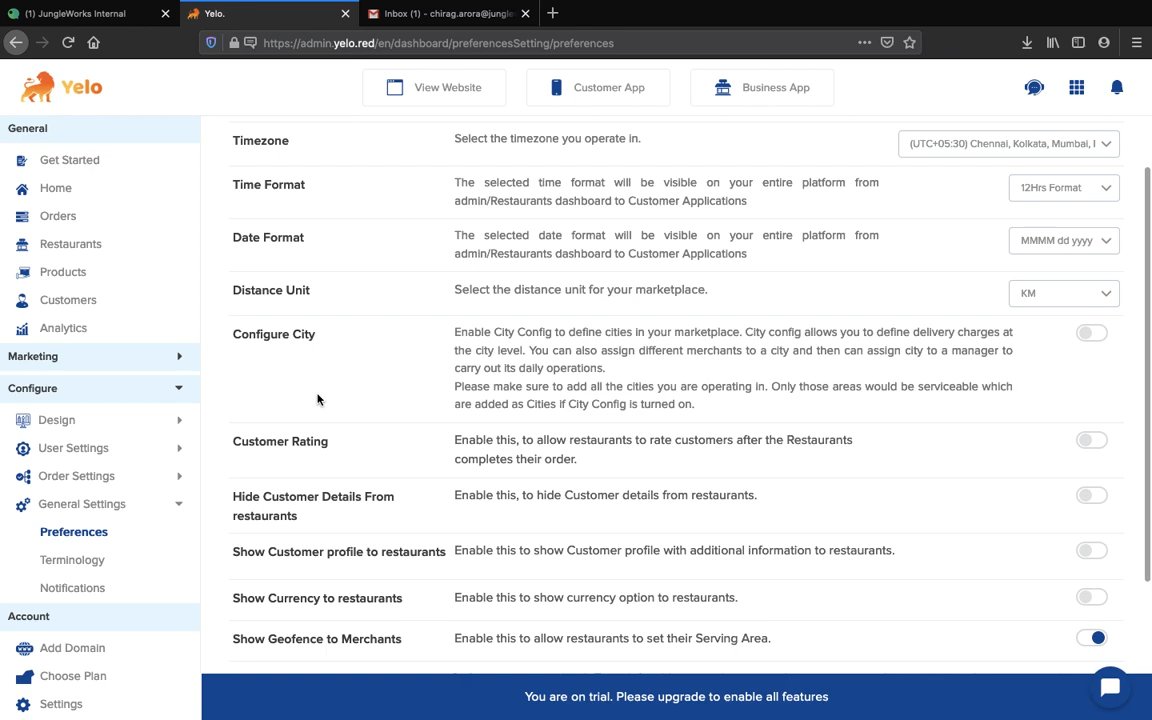 (1) JungleWorks Internal
Yelo.
Inbox (1) - chirag.arora@jungle
https://admin.yelo.red/en/dashboard/preferencesSetting/preferences
Yelo
View Website
Customer App
Business App
General
Get Started
Home
Orders
Restaurants
Products
Customers
Analytics
Marketing
Configure
Design
User Settings
Order Settings
General Settings
Preferences
Terminology
Notifications
Account
Add Domain
Choose Plan
Settings
Timezone
Select the timezone you operate in.
(UTC+05:30) Chennai, Kolkata, Mumbai, I
Time Format
The selected time format will be visible on your entire platform from
admin/Restaurants dashboard to Customer Applications
12Hrs Format
Date Format
The selected date format will be visible on your entire platform from
admin/Restaurants dashboard to Customer Applications
MMMM dd yyyy
Distance Unit
Select the distance unit for your marketplace.
KM
Configure City
Enable City Config to define cities in your marketplace. City config allows you to define delivery charges at
the city level. You can also assign different merchants to a city and then can assign city to a manager to
carry out its daily operations.
Please make sure to add all the cities you are operating in. Only those areas would be serviceable which
are added as Cities if City Config is turned on.
Customer Rating
Enable this, to allow restaurants to rate customers after the Restaurants
completes their order.
Hide Customer Details From
restaurants
Enable this, to hide Customer details from restaurants.
Show Customer profile to restaurants
Enable this to show Customer profile with additional information to restaurants.
Show Currency to restaurants
Enable this to show currency option to restaurants.
Show Geofence to Merchants
Enable this to allow restaurants to set their Serving Area.
You are on trial. Please upgrade to enable all features